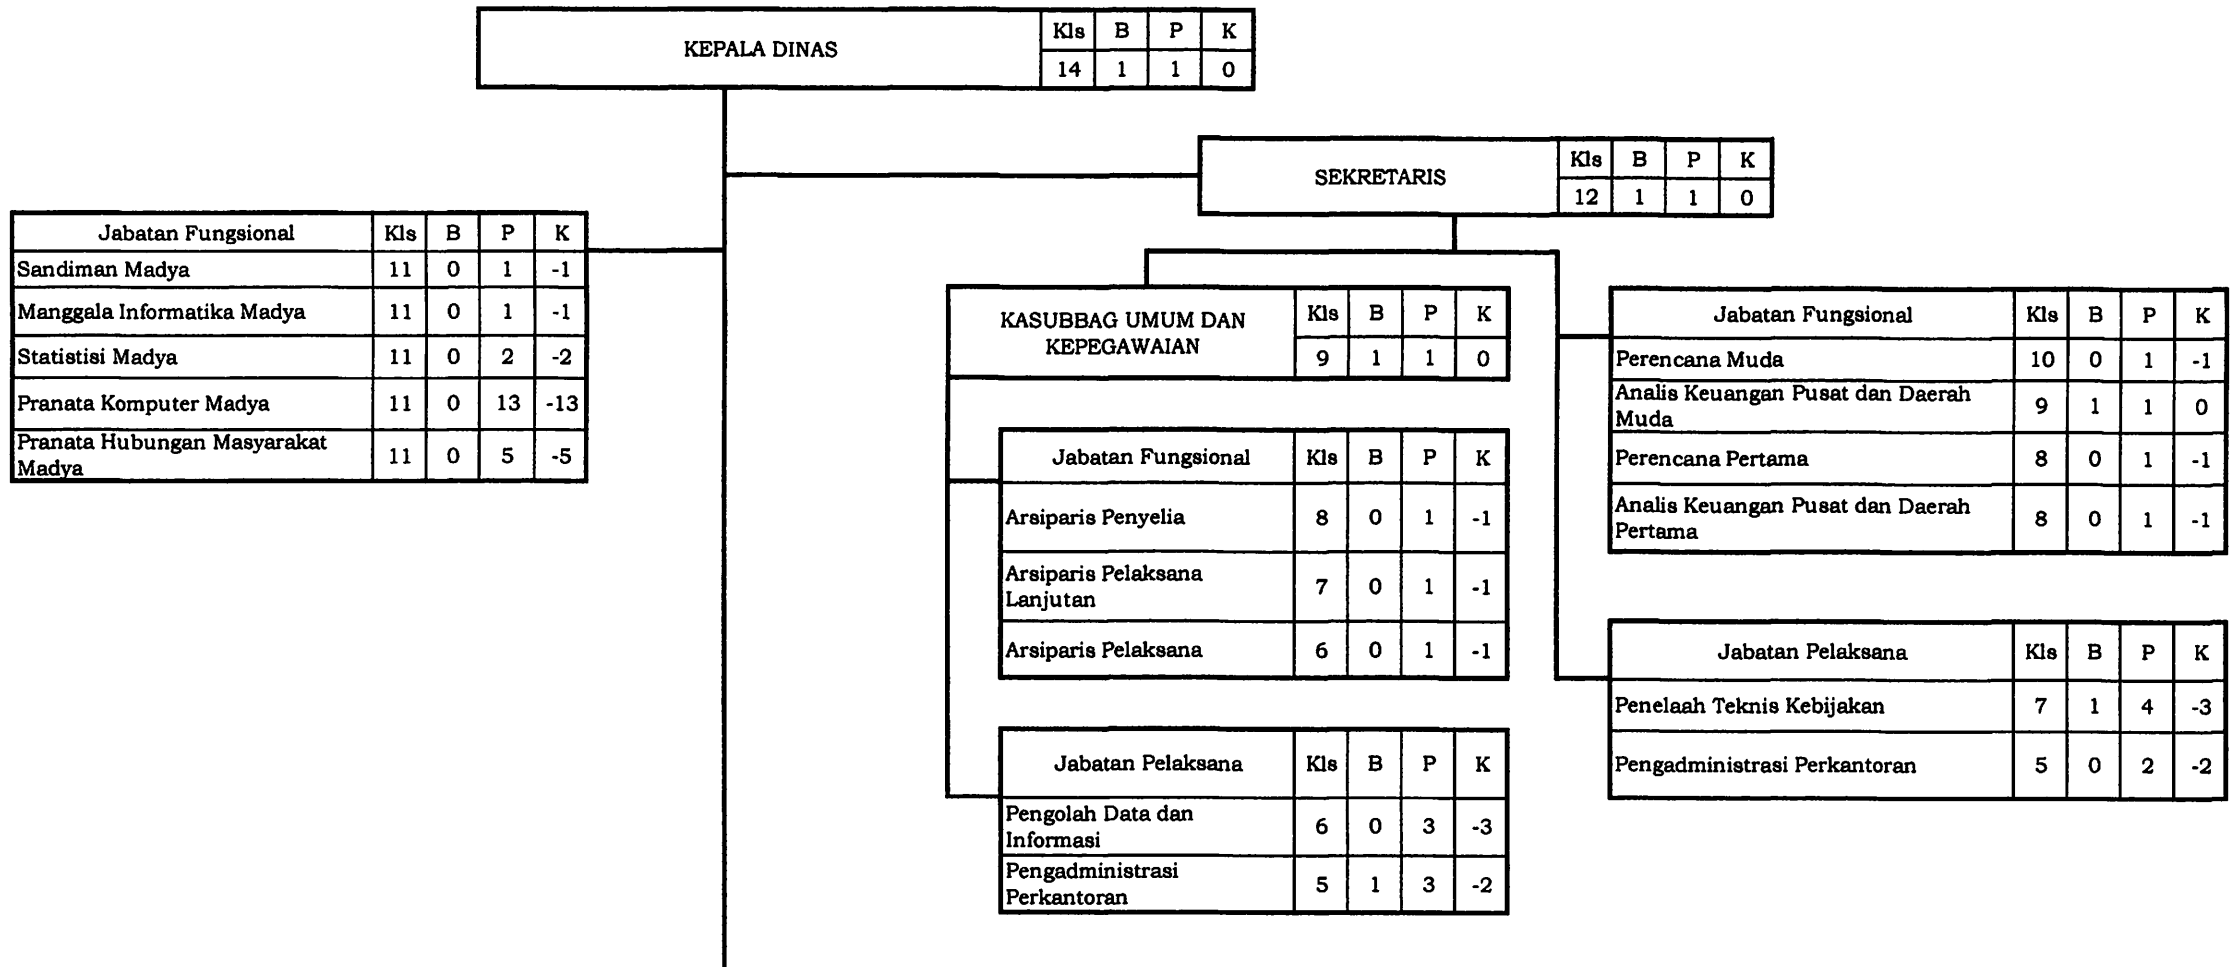 KEPALA DINAS Kls B P K
14 1 1 0
SEKRETARIS Kls B P K
12 1 1 0
Jabatan Fungsional Kls B P K
Sandiman Madya 11 0 1 -1
Manggala Informatika Madya 11 0 1 -1
Statistisi Madya 11 0 2 -2
Pranata Komputer Madya 11 0 13 -13
Pranata Hubungan Masyarakat
Madya 11 0 5 -5
KASUBBAG UMUM DAN
KEPEGAWAIAN
Kls B P K
9 1 1 0
Jabatan Fungsional Kls B P K
Arsiparis Penyelia 8 0 1 -1
Arsiparis Pelaksana
Lanjutan 7 0 1 -1
Arsiparis Pelaksana 6 0 1 -1
Jabatan Pelaksana Kls B P K
Pengolah Data dan
Informasi 6 0 3 -3
Pengadministrasi
Perkantoran 5 1 3 -2
Jabatan Fungsional Kls B P K
Perencana Muda 10 0 1 -1
Analis Keuangan Pusat dan Daerah
Muda 9 1 1 0
Perencana Pertama 8 0 1 -1
Analis Keuangan Pusat dan Daerah
Pertama 8 0 1 -1
Jabatan Pelaksana Kls B P K
Penelaah Teknis Kebijakan 7 1 4 -3
Pengadministrasi Perkantoran 5 0 2 -2